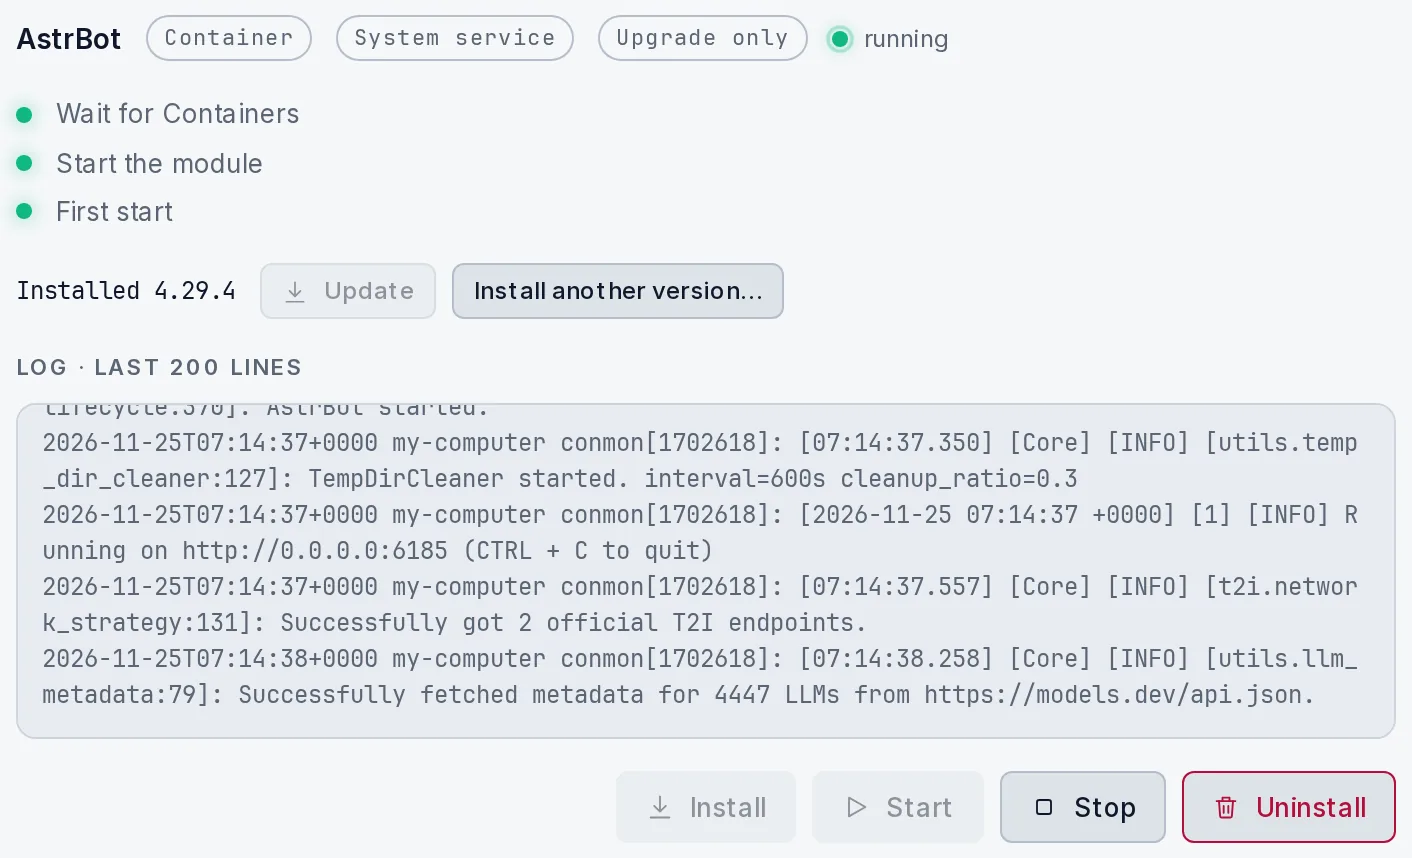 AstrBot Container System service Upgrade only running
Wait for Containers
Start the module
First start
Installed 4.29.4 Update Install another version...
LOG · LAST 200 LINES
lifecycle:370]: AstrBot started.
2026-11-25T07:14:37+0000 my-computer conmon[1702618]: [07:14:37.350] [Core] [INFO] [utils.temp
_dir_cleaner:127]: TempDirCleaner started. interval=600s cleanup_ratio=0.3
2026-11-25T07:14:37+0000 my-computer conmon[1702618]: [2026-11-25 07:14:37 +0000] [1] [INFO] R
unning on http://0.0.0.0:6185 (CTRL + C to quit)
2026-11-25T07:14:37+0000 my-computer conmon[1702618]: [07:14:37.557] [Core] [INFO] [t2i.networ
k_strategy:131]: Successfully got 2 official T2I endpoints.
2026-11-25T07:14:38+0000 my-computer conmon[1702618]: [07:14:38.258] [Core] [INFO] [utils.llm_
metadata:79]: Successfully fetched metadata for 4447 LLMs from https://models.dev/api.json.
Install Start Stop Uninstall